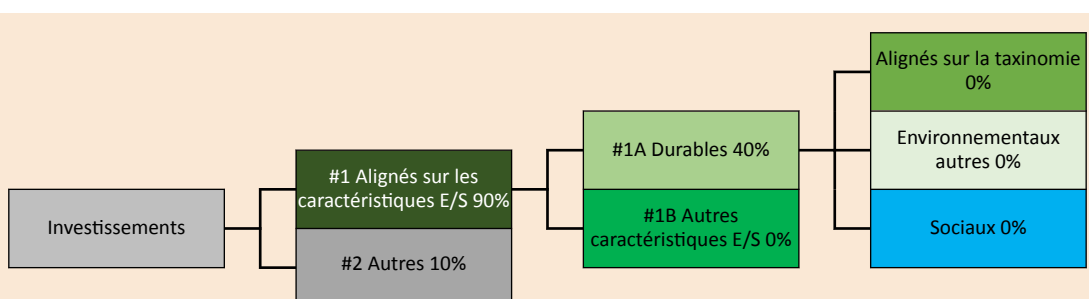 Investissements
#1 Alignés sur les
caractéristiques E/S 90%
#2 Autres 10%
#1A Durables 40%
#1B Autres
caractéristiques E/S 0%
Alignés sur la taxinomie
0%
Environnementaux
autres 0%
Sociaux 0%